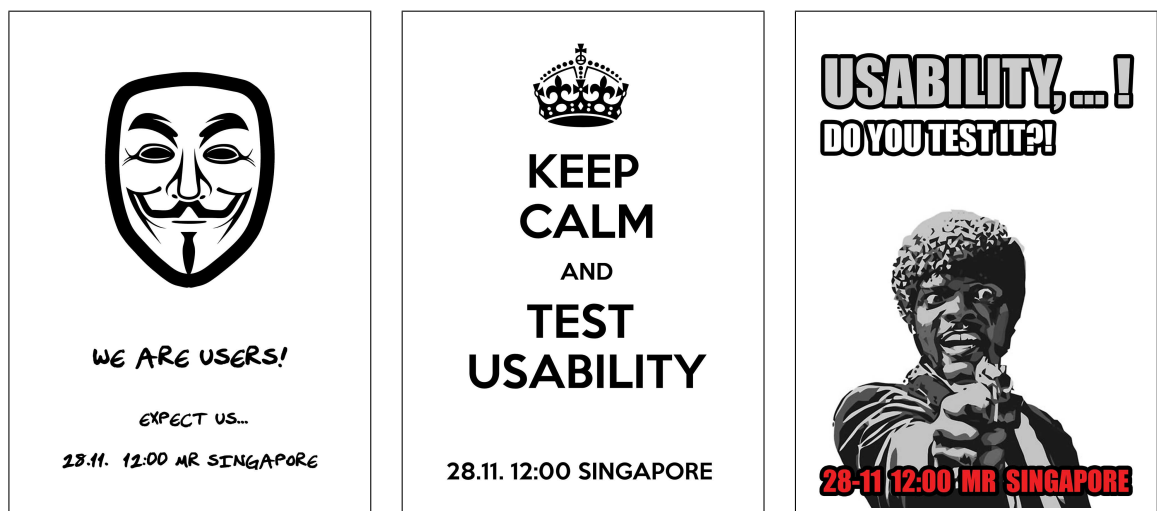 WE ARE USERS!
EXPECT US...
28.11. 12:00 MR SINGAPORE
KEEP
CALM
AND
TEST
USABILITY
28.11. 12:00 SINGAPORE
USABILITY, ... !
DO YOU TEST IT?!
28-11 12:00 MR SINGAPORE